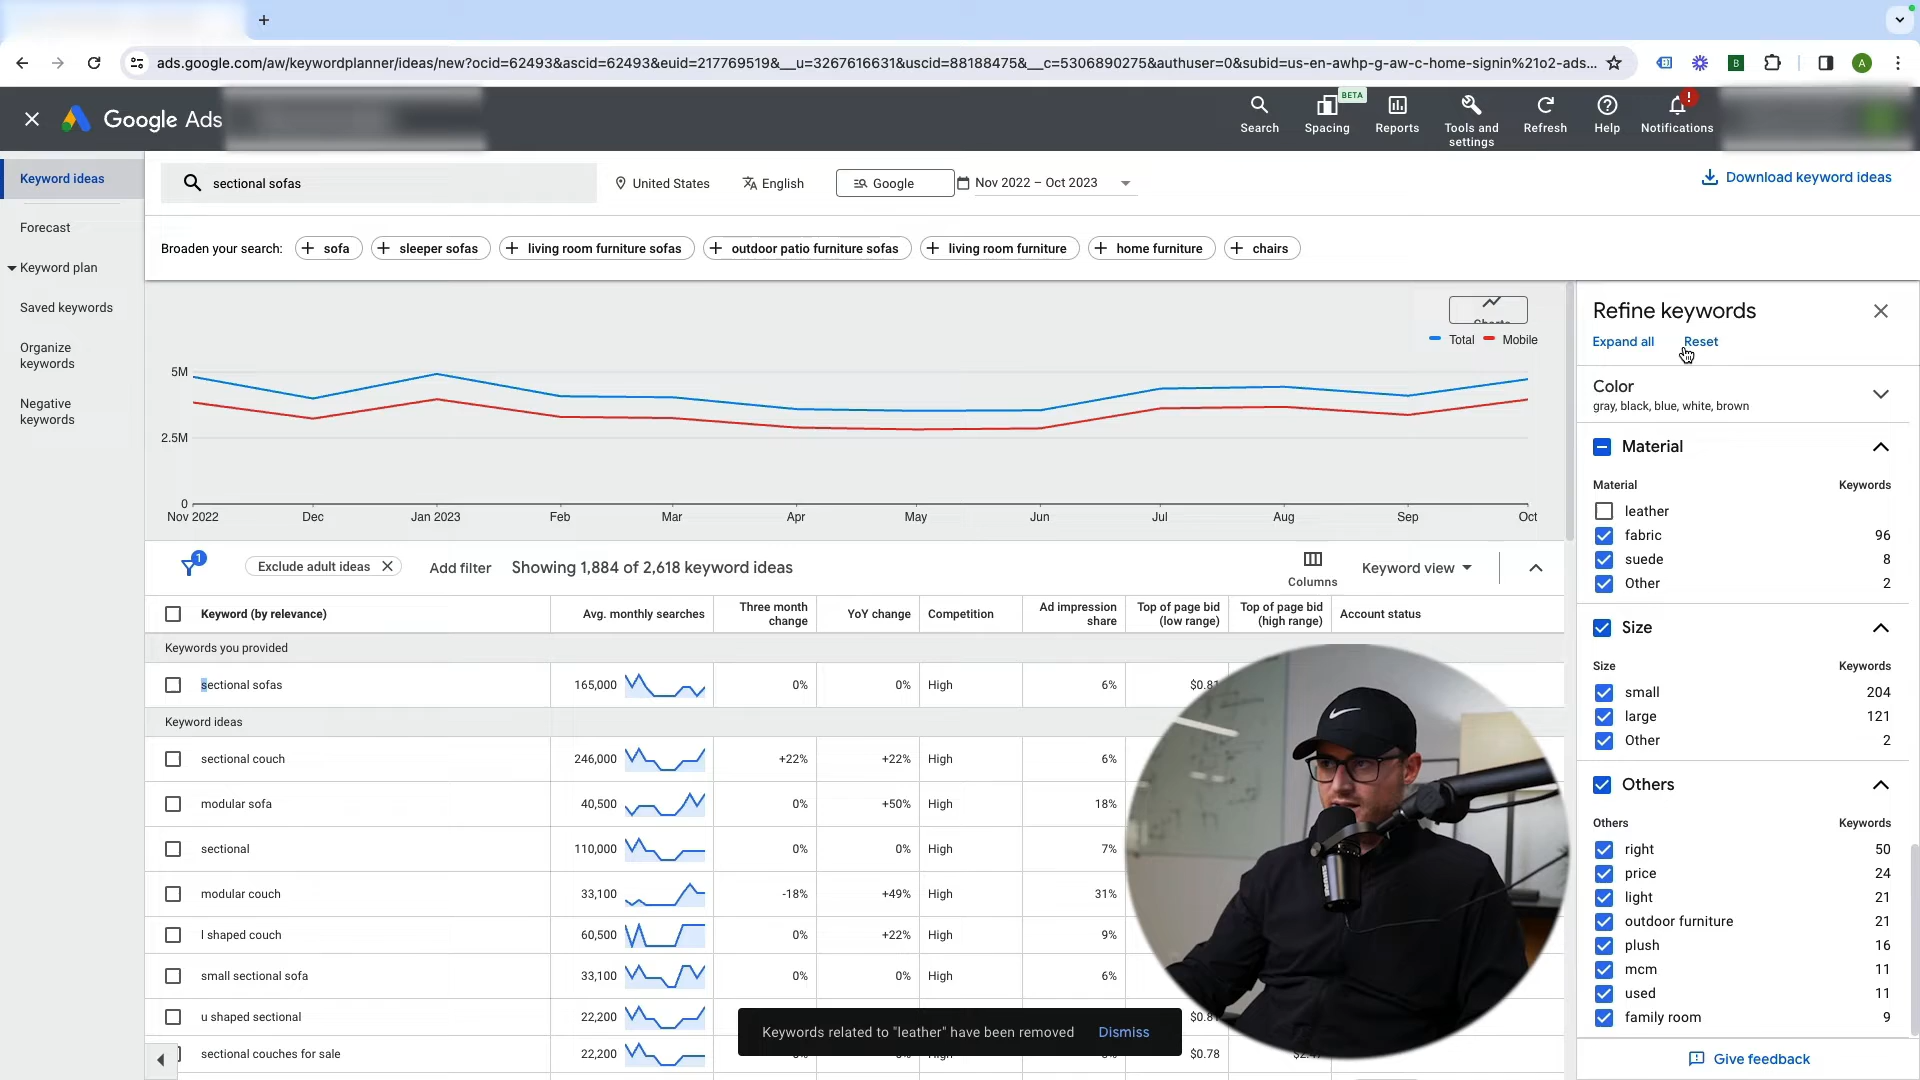 ads.google.com/aw/keywordplanner/ideas/new?ocid=62493&ascid=62493&euid=217769519&__u=3267616631&uscid=88188475&__c=5306890275&authuser=0&subid=us-en-awhp-g-aw-c-home-signin%21o2-ads...
B
A
Google Ads
Search
Spacing
BETA
Reports
Tools and
settings
Refresh
Help
!
Notifications
Keyword ideas
Forecast
Keyword plan
Saved keywords
Organize
keywords
Negative
keywords
sectional sofas
United States
English
Google
Nov 2022 – Oct 2023
Download keyword ideas
Broaden your search:
sofa
sleeper sofas
living room furniture sofas
outdoor patio furniture sofas
living room furniture
home furniture
chairs
Charts
Total Mobile
5M
2.5M
0
Nov 2022 Dec Jan 2023 Feb Mar Apr May Jun Jul Aug Sep Oct
1
Exclude adult ideas
Add filter
Showing 1,884 of 2,618 keyword ideas
Columns
Keyword view
Keyword (by relevance) Avg. monthly searches Three month change YoY change Competition Ad impression share Top of page bid (low range) Top of page bid (high range) Account status
Keywords you provided
sectional sofas 165,000 0% 0% High 6%
Keyword ideas
sectional couch 246,000 +22% +22% High 6%
modular sofa 40,500 0% +50% High 18%
sectional 110,000 0% 0% High 7%
modular couch 33,100 -18% +49% High 31%
l shaped couch 60,500 0% +22% High 9%
small sectional sofa 33,100 0% 0% High 6%
u shaped sectional 22,200
sectional couches for sale 22,200 $0.78
Keywords related to "leather" have been removed Dismiss
Refine keywords
Expand all Reset
Color
gray, black, blue, white, brown
Material
Material Keywords
leather
fabric 96
suede 8
Other 2
Size
Size Keywords
small 204
large 121
Other 2
Others
Others Keywords
right 50
price 24
light 21
outdoor furniture 21
plush 16
mcm 11
used 11
family room 9
Give feedback